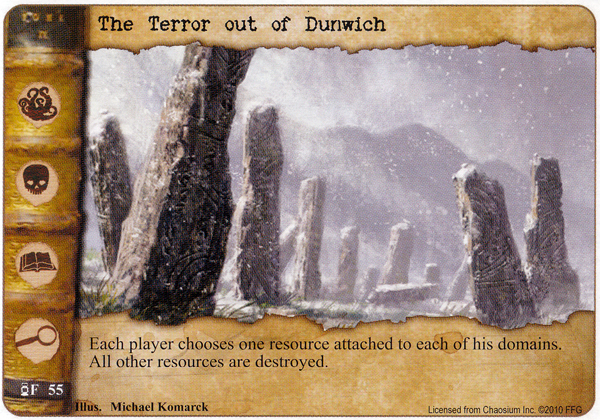 The Terror out of Dunwich
Each player chooses one resource attached to each of his domains.
All other resources are destroyed.
F 55
Illus. Michael Komarck
Licensed from Chaosium Inc. ©2010 FFG